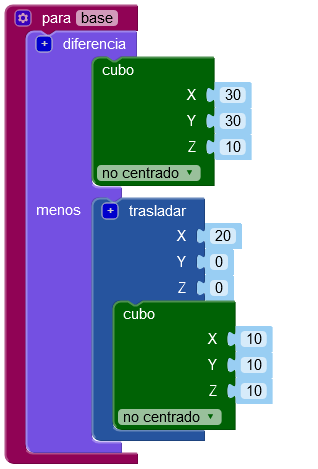 para base
diferencia
cubo
X 30
Y 30
Z 10
no centrado
menos trasladar
X 20
Y 0
Z 0
cubo
X 10
Y 10
Z 10
no centrado